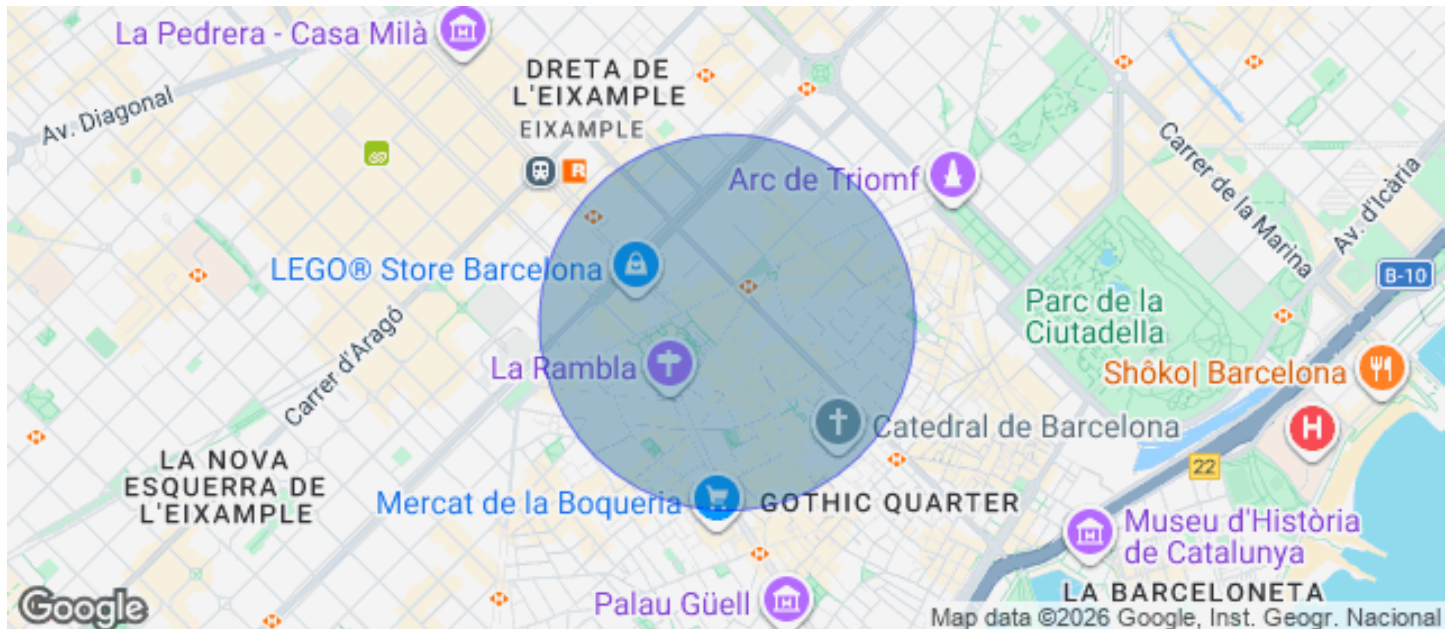 La Pedrera - Casa Milà
DRETA DE
L'EIXAMPLE
EIXAMPLE
Av. Diagonal
R
Arc de Triomf
Carrer de la Marina
Av. d'Icària
B-10
LEGO® Store Barcelona
Parc de la
Ciutadella
Carrer d'Aragó
La Rambla
Shôko| Barcelona
H
Catedral de Barcelona
22
LA NOVA
ESQUERRA DE
L'EIXAMPLE
Mercat de la Boqueria
GOTHIC QUARTER
Museu d'Història
de Catalunya
Palau Güell
LA BARCELONETA
Google
Map data ©2026 Google, Inst. Geogr. Nacional